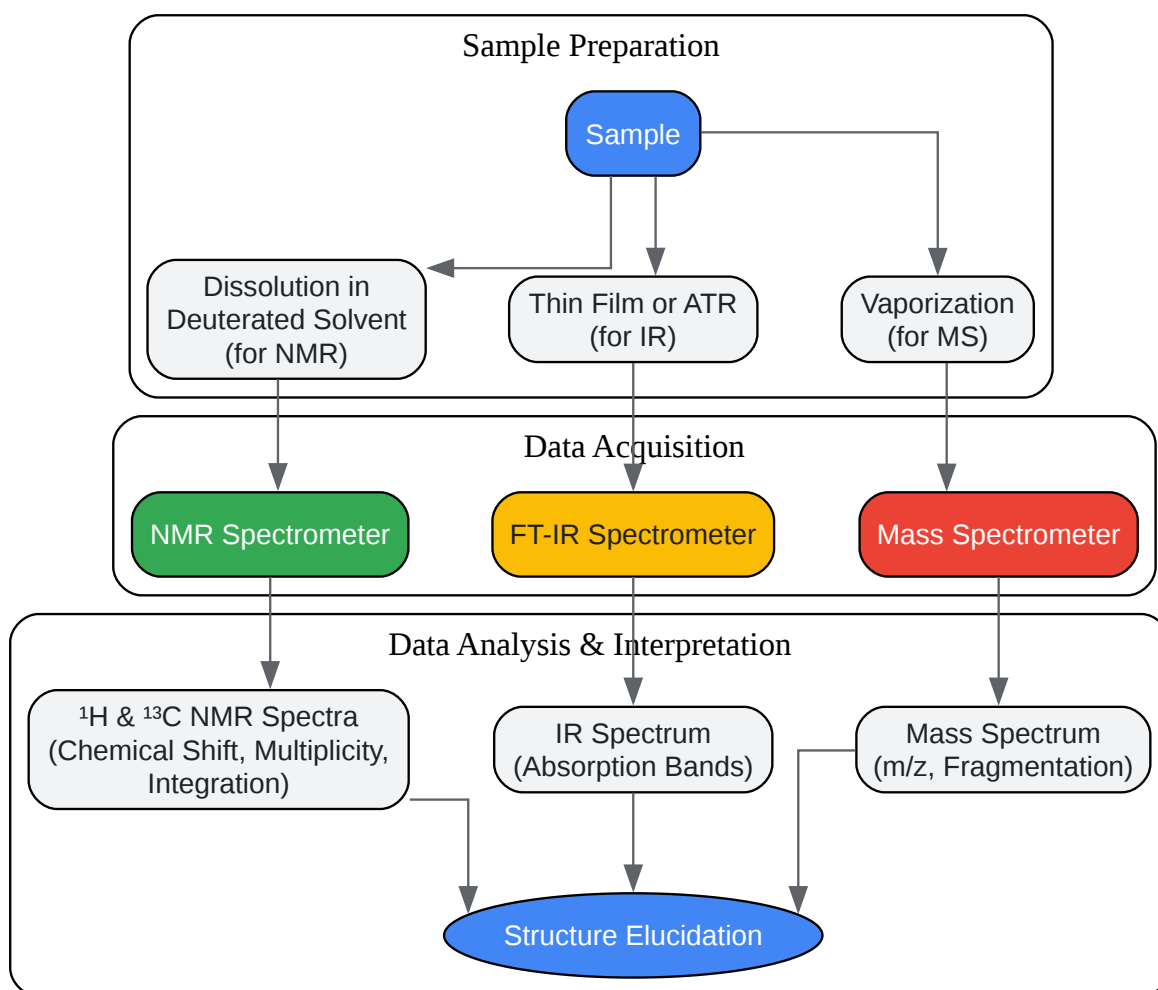 Sample Preparation
Sample
Dissolution in
Deuterated Solvent
(for NMR)
Thin Film or ATR
(for IR)
Vaporization
(for MS)
Data Acquisition
NMR Spectrometer
FT-IR Spectrometer
Mass Spectrometer
Data Analysis & Interpretation
¹H & ¹³C NMR Spectra
(Chemical Shift, Multiplicity,
Integration)
IR Spectrum
(Absorption Bands)
Mass Spectrum
(m/z, Fragmentation)
Structure Elucidation